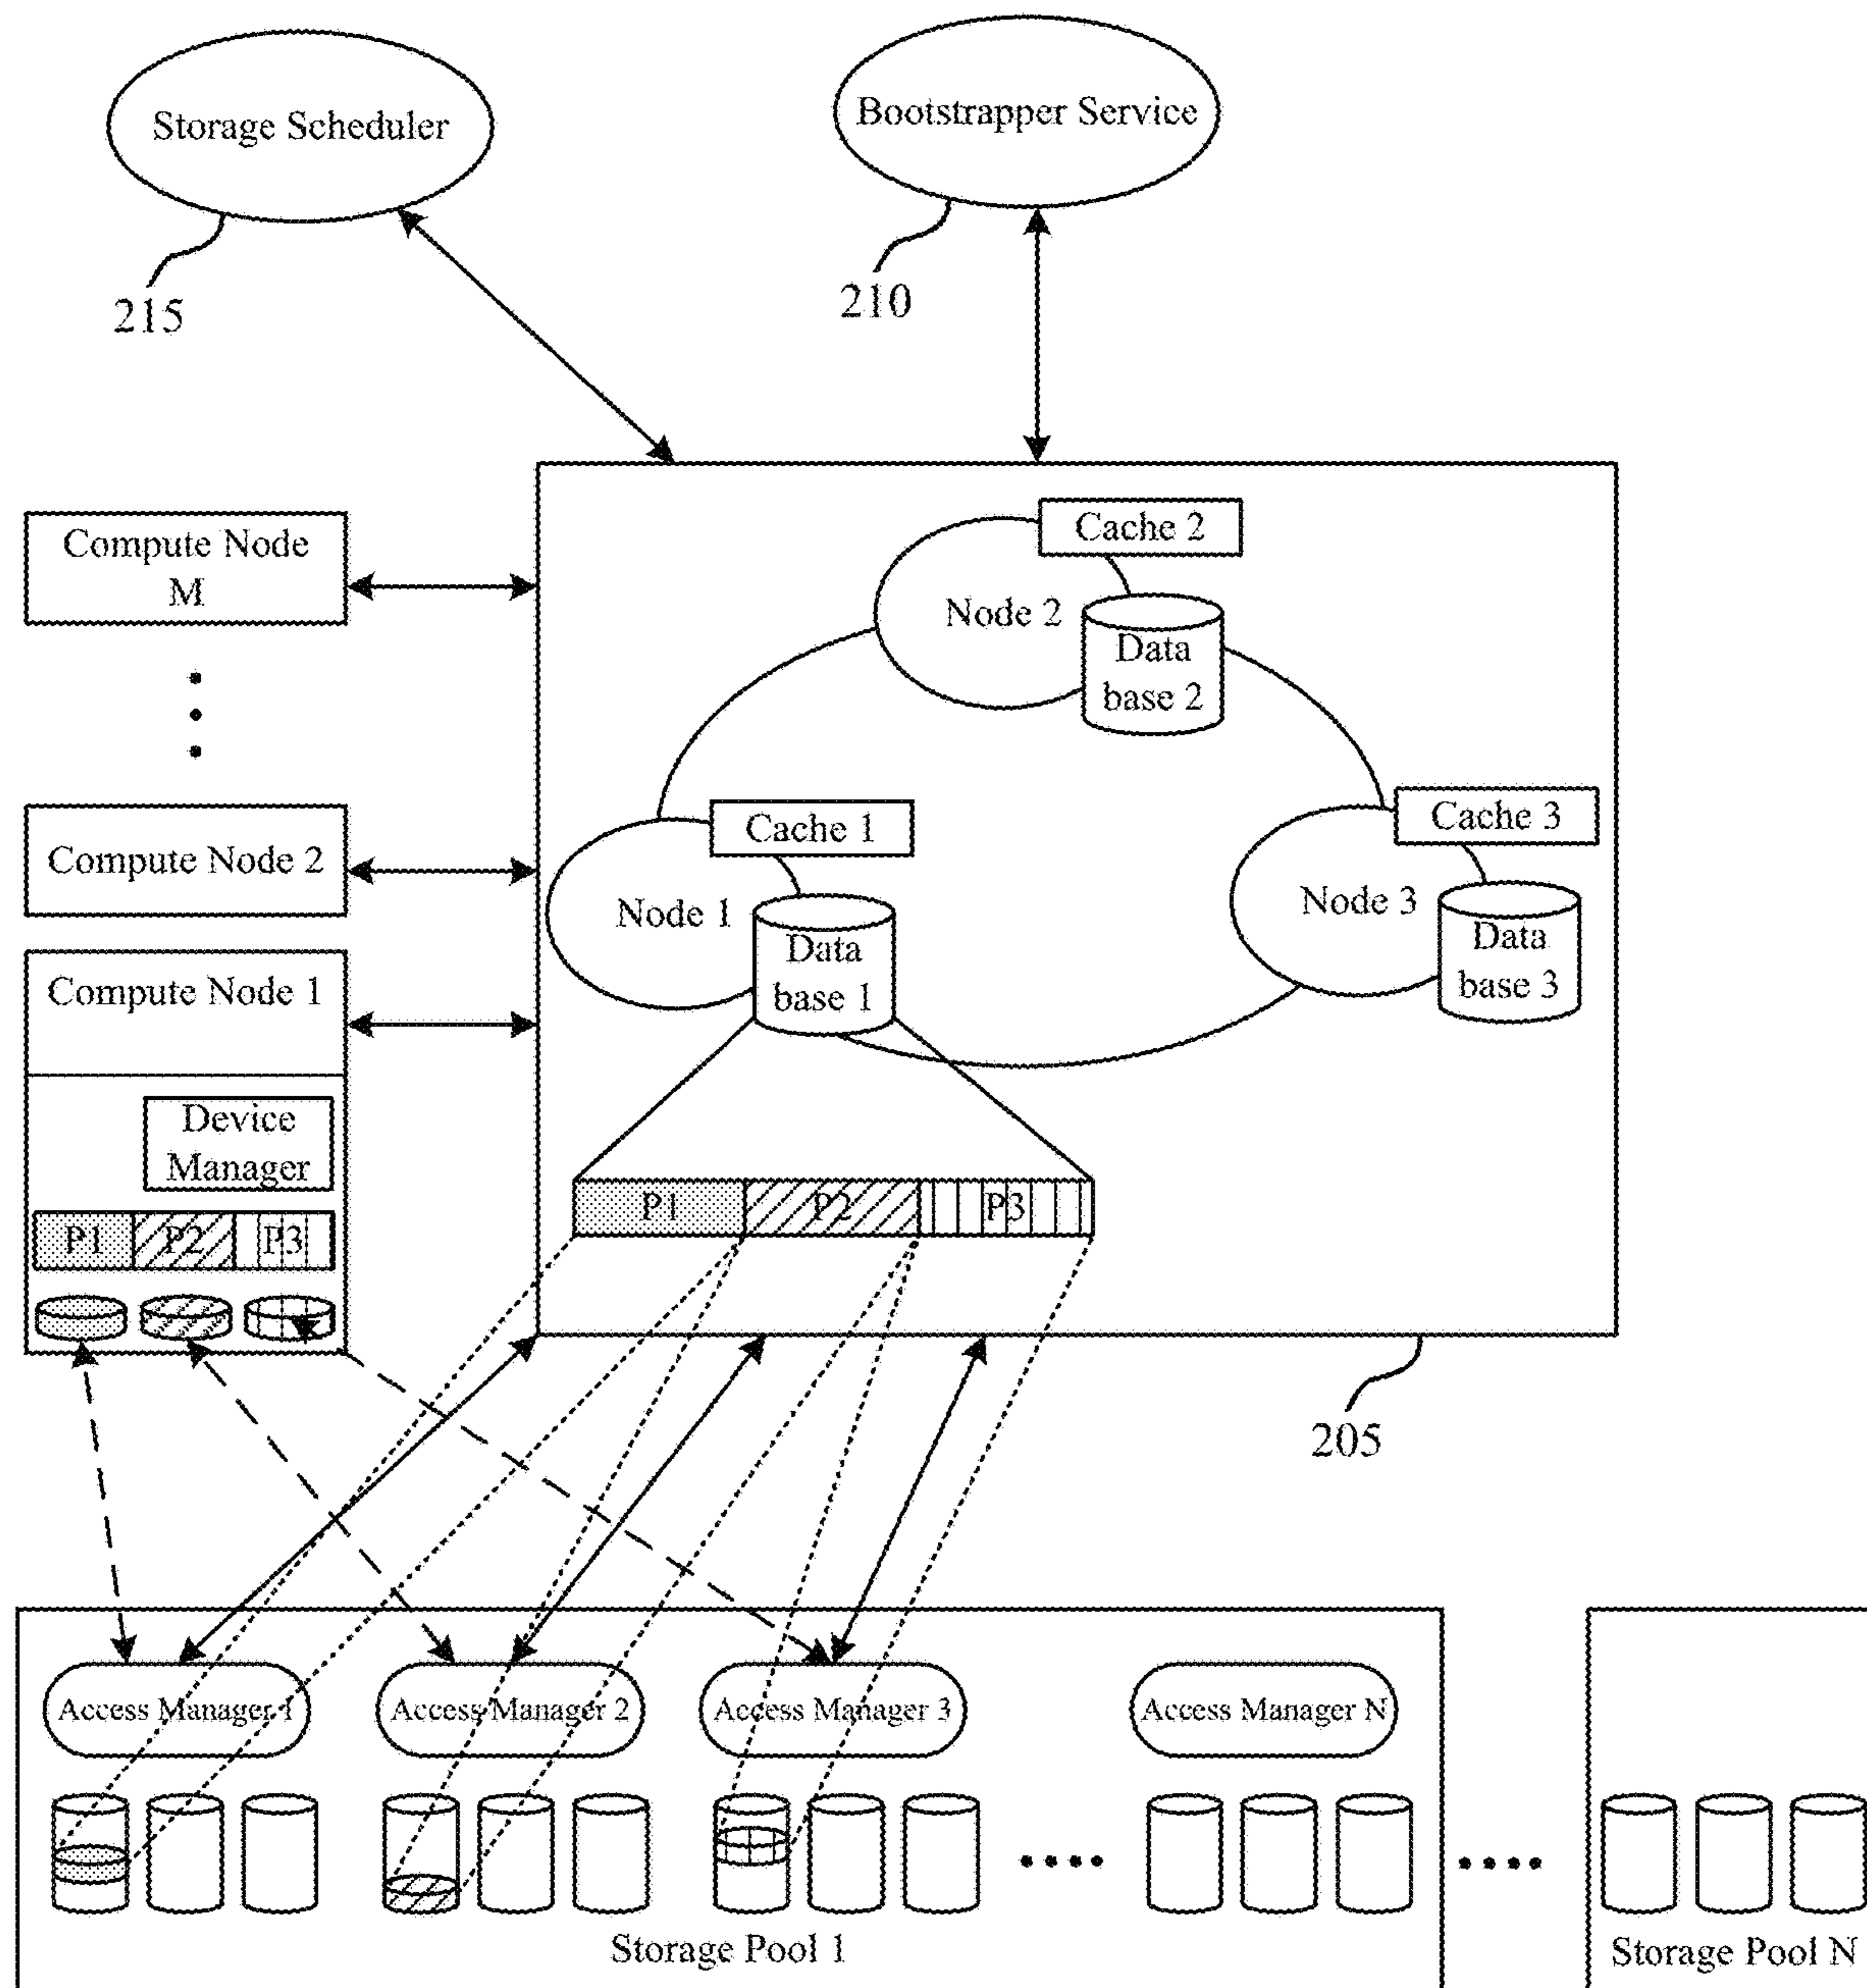 Storage Scheduler
Bootstrapper Service
215
210
Compute Node
M
Cache 2
Node 2
Data
base 2
Compute Node 2
Cache 1
Node 1
Data
base 1
Cache 3
Node 3
Data
base 3
Compute Node 1
Device
Manager
P1 P2 P3
P1 P2 P3
205
Access Manager 1
Access Manager 2
Access Manager 3
Access Manager N
Storage Pool 1
Storage Pool N